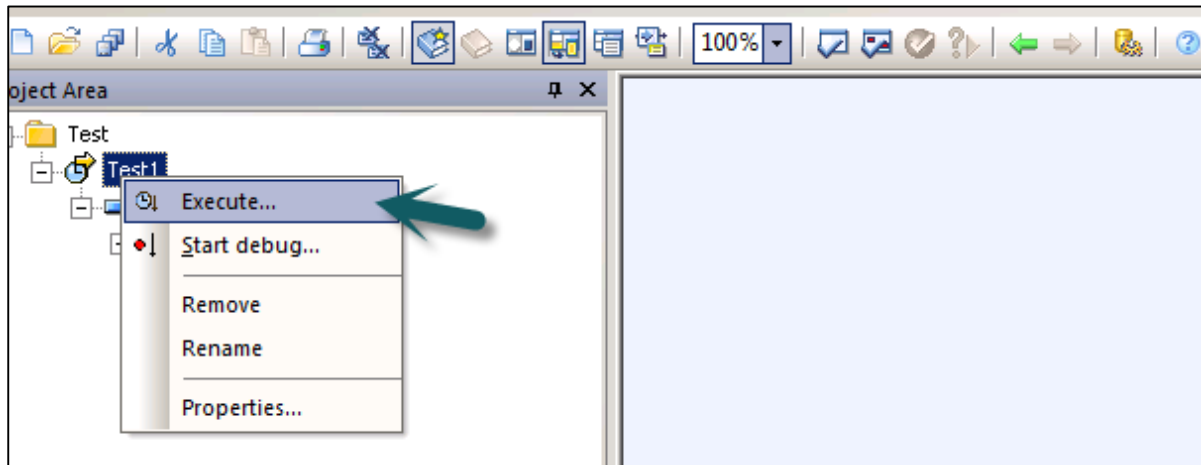 100%
oject Area
Test
Test1
Execute...
Start debug...
Remove
Rename
Properties...